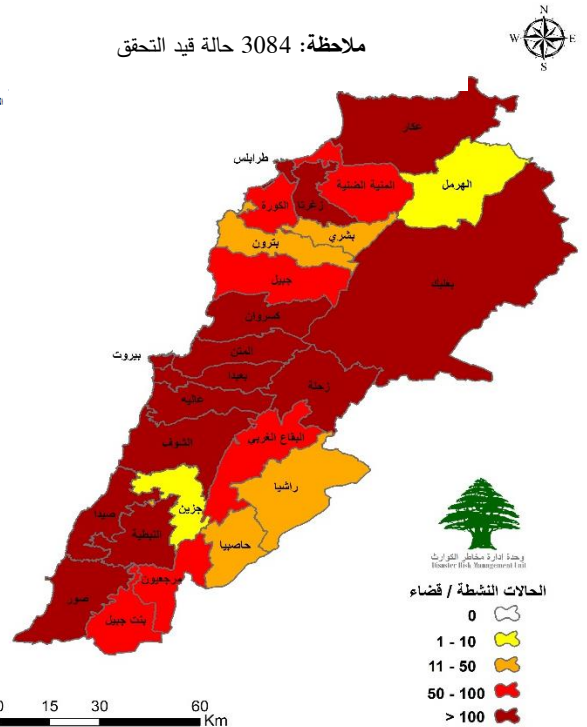 N
W E
S
ملاحظة: 3084 حالة قيد التحقق
عكار
طرابلس
المنية الضنية
الهرمل
زغرتا
الكورة
بشري
بترون
بعلبك
جبيل
كسروان
المتن
بيروت
بعبدا
زحلة
عاليه
الشوف
البقاع الغربي
راشيا
جزين
صيدا
النبطية
حاصبيا
مرجعيون
صور
بنت جبيل
وحدة إدارة مخاطر الكوارث
Disaster Risk Management Unit
الحالات النشطة / قضاء
0
1 - 10
11 - 50
50 - 100
> 100
0 15 30 60
Km